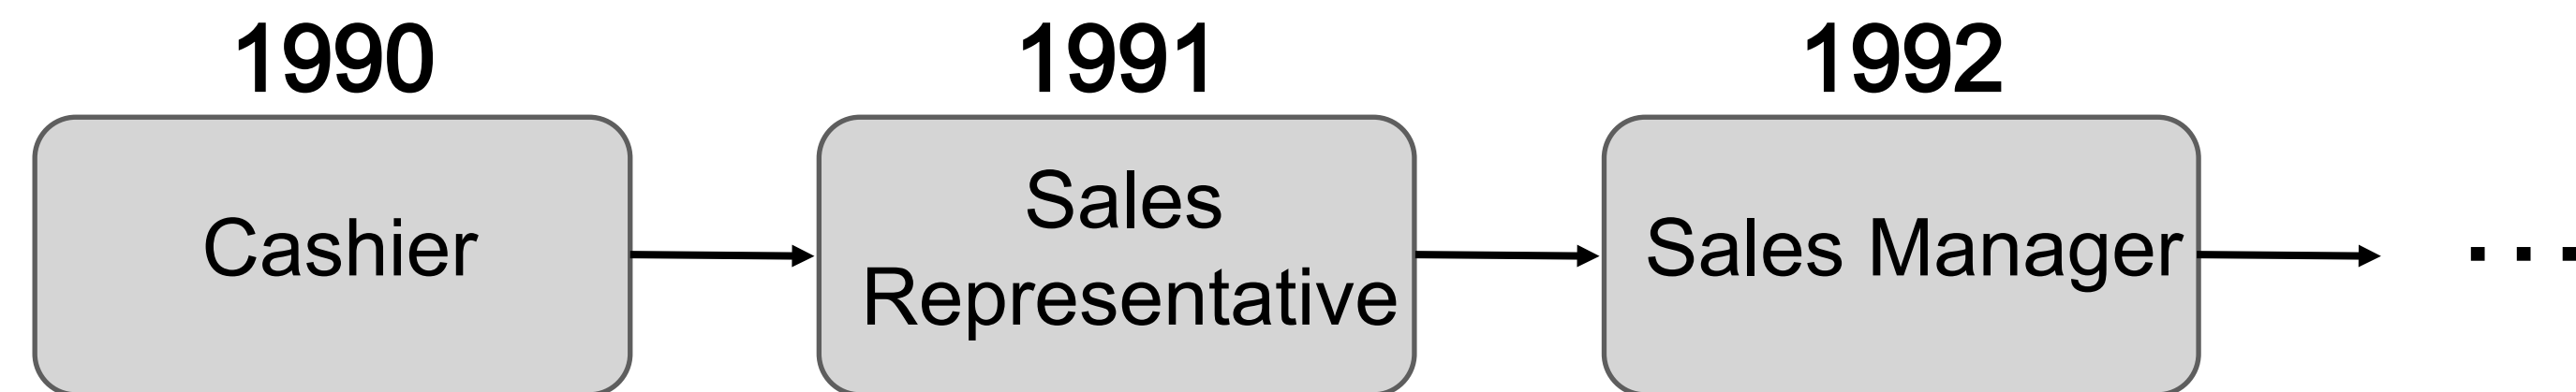 1990
1991
1992
Cashier
Sales
Representative
Sales Manager
...